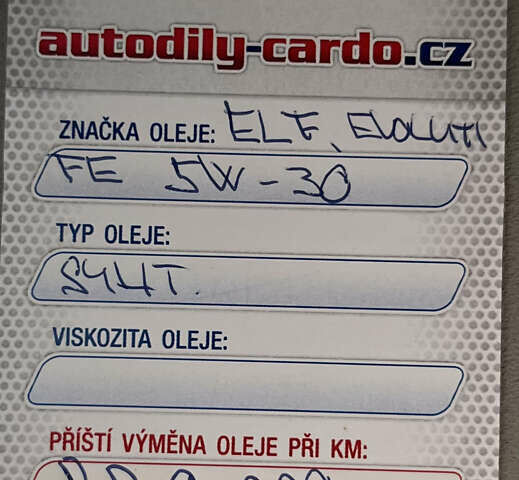 autodily-cardo.cz
ZNAČKA OLEJE: ELF, Evoluti
FE 5W-30
TYP OLEJE:
SYHT.
VISKOZITA OLEJE:
PŘÍŠTÍ VÝMĚNA OLEJE PŘI KM: